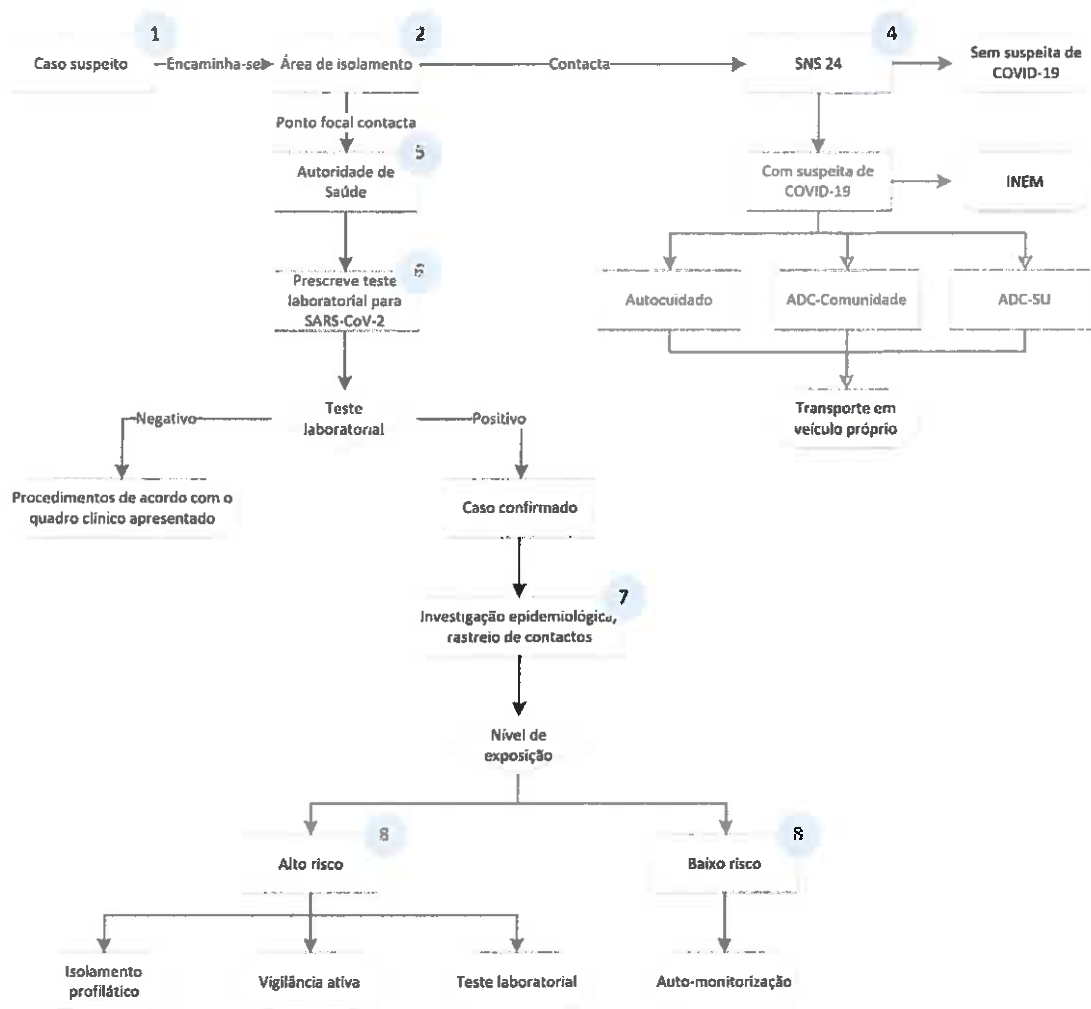 1
2
4
Caso suspeito
Encaminha-se
Área de isolamento
Contacta
SNS 24
Sem suspeita de
COVID-19
Ponto focal contacta
5
Autoridade de
Saúde
Com suspeita de
COVID-19
INEM
6
Prescreve teste
laboratorial para
SARS-CoV-2
Autocuidado
ADC-Comunidade
ADC-SU
Negativo
Teste
laboratorial
Positivo
Transporte em
veículo próprio
Procedimentos de acordo com o
quadro clínico apresentado
Caso confirmado
7
Investigação epidemiológica,
rastreio de contactos
Nível de
exposição
8
8
Alto risco
Baixo risco
Isolamento
profilático
Vigilância ativa
Teste laboratorial
Auto-monitorização